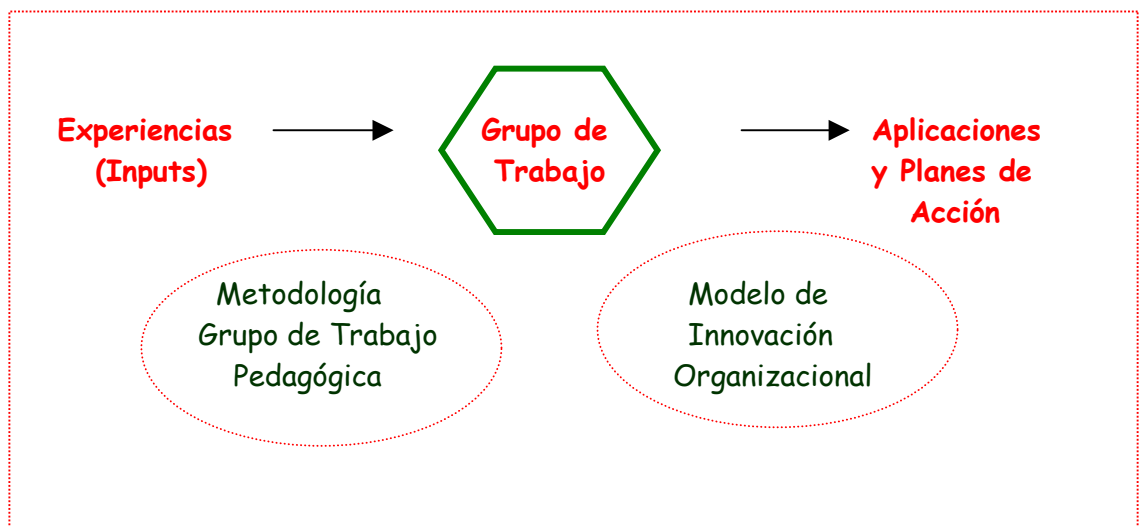 Experiencias
(Inputs)
Grupo de
Trabajo
Aplicaciones
y Planes de
Acción
Metodología
Grupo de Trabajo
Pedagógica
Modelo de
Innovación
Organizacional